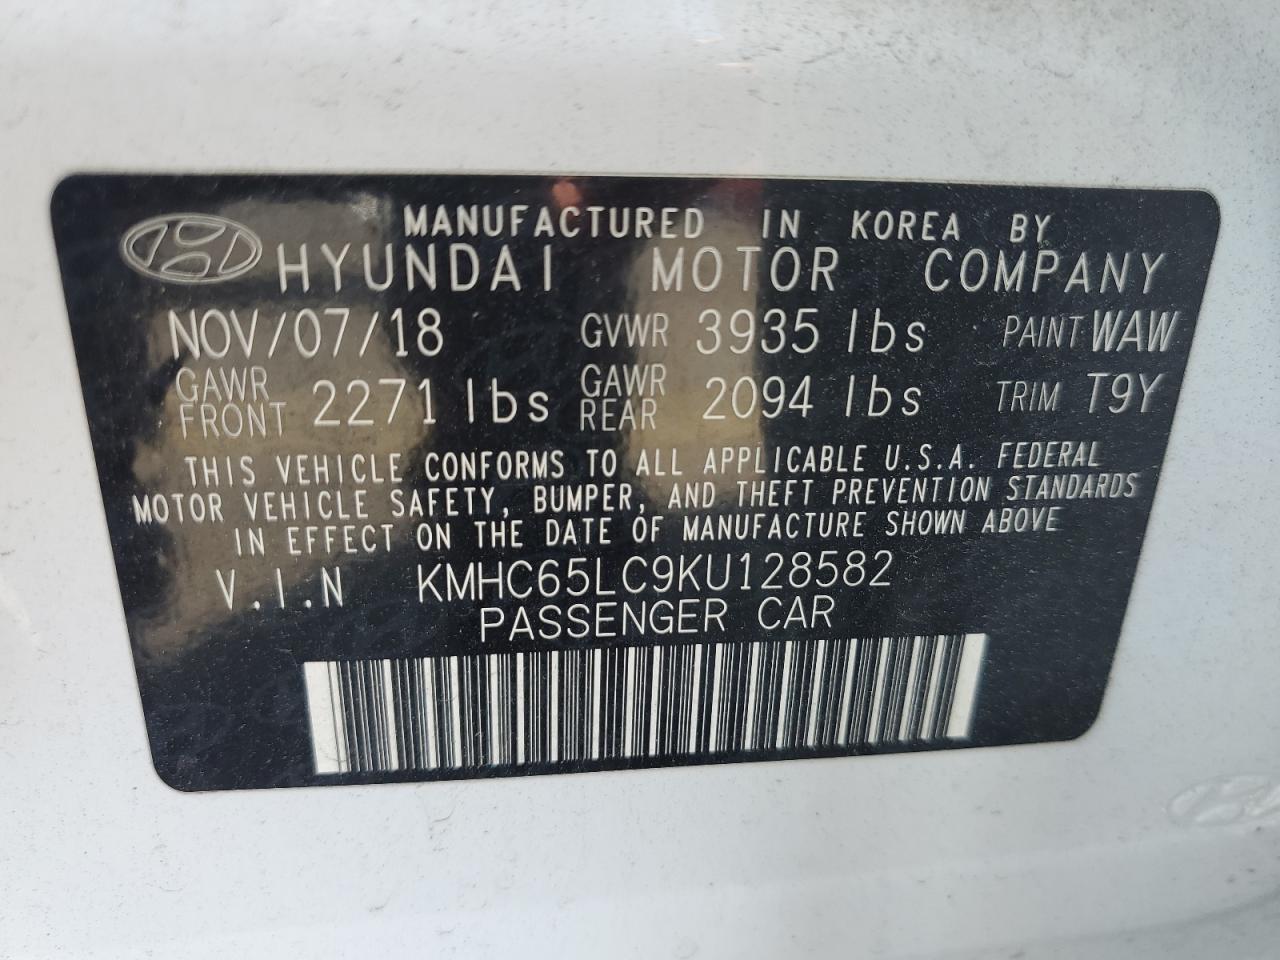 MANUFACTURED IN KOREA BY
HYUNDAI MOTOR COMPANY
NOV/07/18 GVWR 3935 lbs PAINT WAW
GAWR FRONT 2271 lbs GAWR REAR 2094 lbs TRIM T9Y
THIS VEHICLE CONFORMS TO ALL APPLICABLE U.S.A. FEDERAL
MOTOR VEHICLE SAFETY, BUMPER, AND THEFT PREVENTION STANDARDS
IN EFFECT ON THE DATE OF MANUFACTURE SHOWN ABOVE
V.I.N KMHC65LC9KU128582
PASSENGER CAR